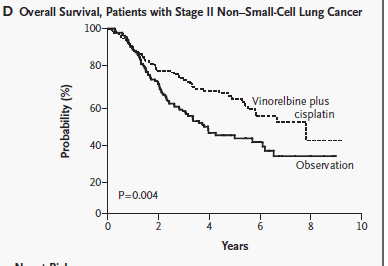 D Overall Survival, Patients with Stage II Non–Small-Cell Lung Cancer
100
80
60
40
20
0
Probability (%)
Vinorelbine plus
cisplatin
Observation
P=0.004
0 2 4 6 8 10
Years